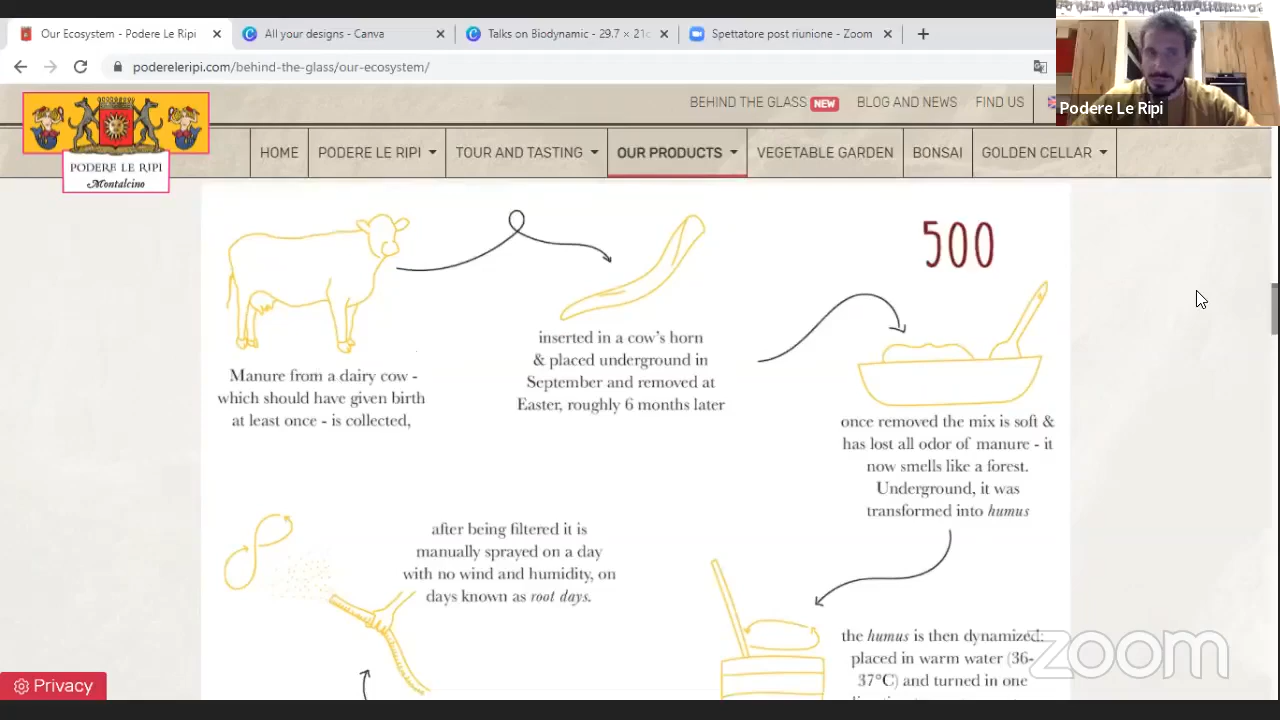 Our Ecosystem - Podere Le Ripi
All your designs - Canva
Talks on Biodynamic - 29.7 × 21c
Spettatore post riunione - Zoom
podereleripi.com/behind-the-glass/our-ecosystem/
Podere Le Ripi
BEHIND THE GLASS NEW BLOG AND NEWS FIND US
PODERE LE RIPI
Montalcino
HOME PODERE LE RIPI TOUR AND TASTING OUR PRODUCTS VEGETABLE GARDEN BONSAI GOLDEN CELLAR
500
Manure from a dairy cow -
which should have given birth
at least once - is collected,
inserted in a cow's horn
& placed underground in
September and removed at
Easter, roughly 6 months later
once removed the mix is soft &
has lost all odor of manure - it
now smells like a forest.
Underground, it was
transformed into humus
after being filtered it is
manually sprayed on a day
with no wind and humidity, on
days known as root days.
the humus is then dynamized:
placed in warm water (36-
37°C) and turned in one
zoom
Privacy